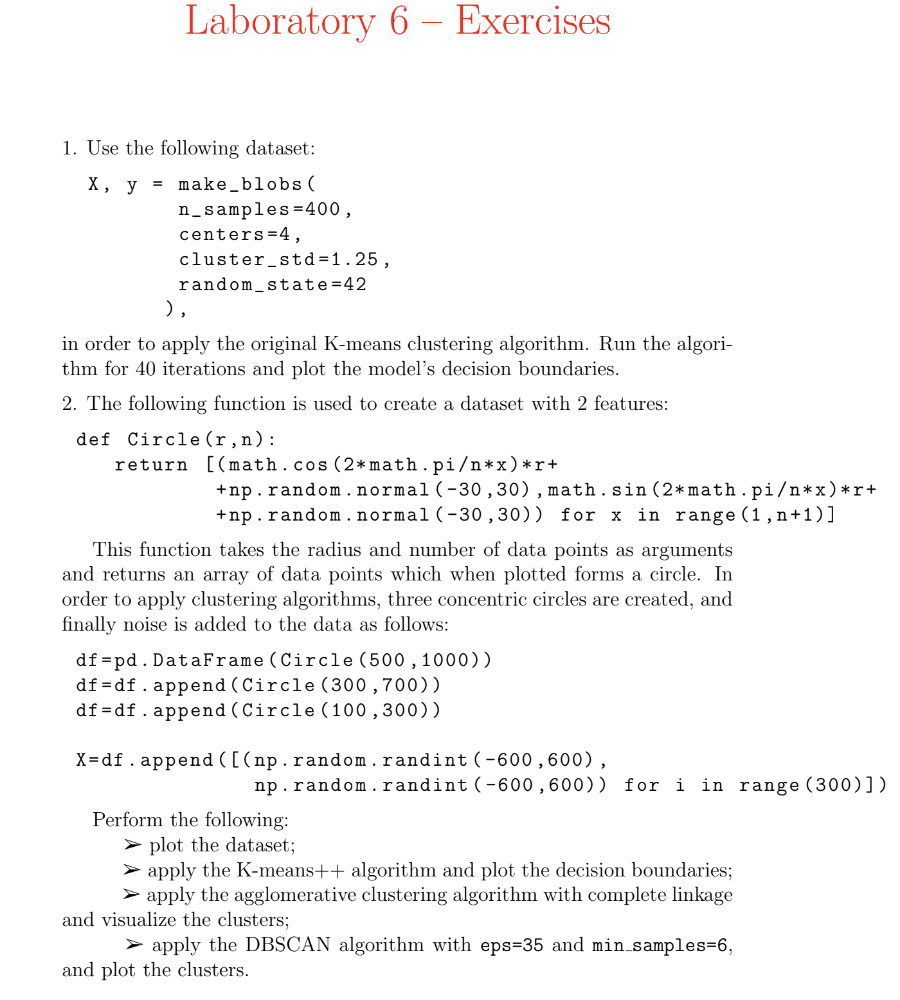 Laboratory 6 – Exercises
1. Use the following dataset:
X, y = make_blobs(
n_samples=400,
centers=4,
cluster_std=1.25,
random_state=42
),
in order to apply the original K-means clustering algorithm. Run the algori-
thm for 40 iterations and plot the model's decision boundaries.
2. The following function is used to create a dataset with 2 features:
def Circle(r,n):
return [(math.cos(2*math.pi/n*x)*r+
+np.random.normal(-30,30),math.sin(2*math.pi/n*x)*r+
+np.random.normal(-30,30)) for x in range(1,n+1)]
This function takes the radius and number of data points as arguments
and returns an array of data points which when plotted forms a circle. In
order to apply clustering algorithms, three concentric circles are created, and
finally noise is added to the data as follows:
df=pd.DataFrame(Circle(500,1000))
df=df.append(Circle(300,700))
df=df.append(Circle(100,300))
X=df.append([(np.random.randint(-600,600),
np.random.randint(-600,600)) for i in range(300)])
Perform the following:
➢ plot the dataset;
➢ apply the K-means++ algorithm and plot the decision boundaries;
➢ apply the agglomerative clustering algorithm with complete linkage
and visualize the clusters;
➢ apply the DBSCAN algorithm with eps=35 and min_samples=6,
and plot the clusters.